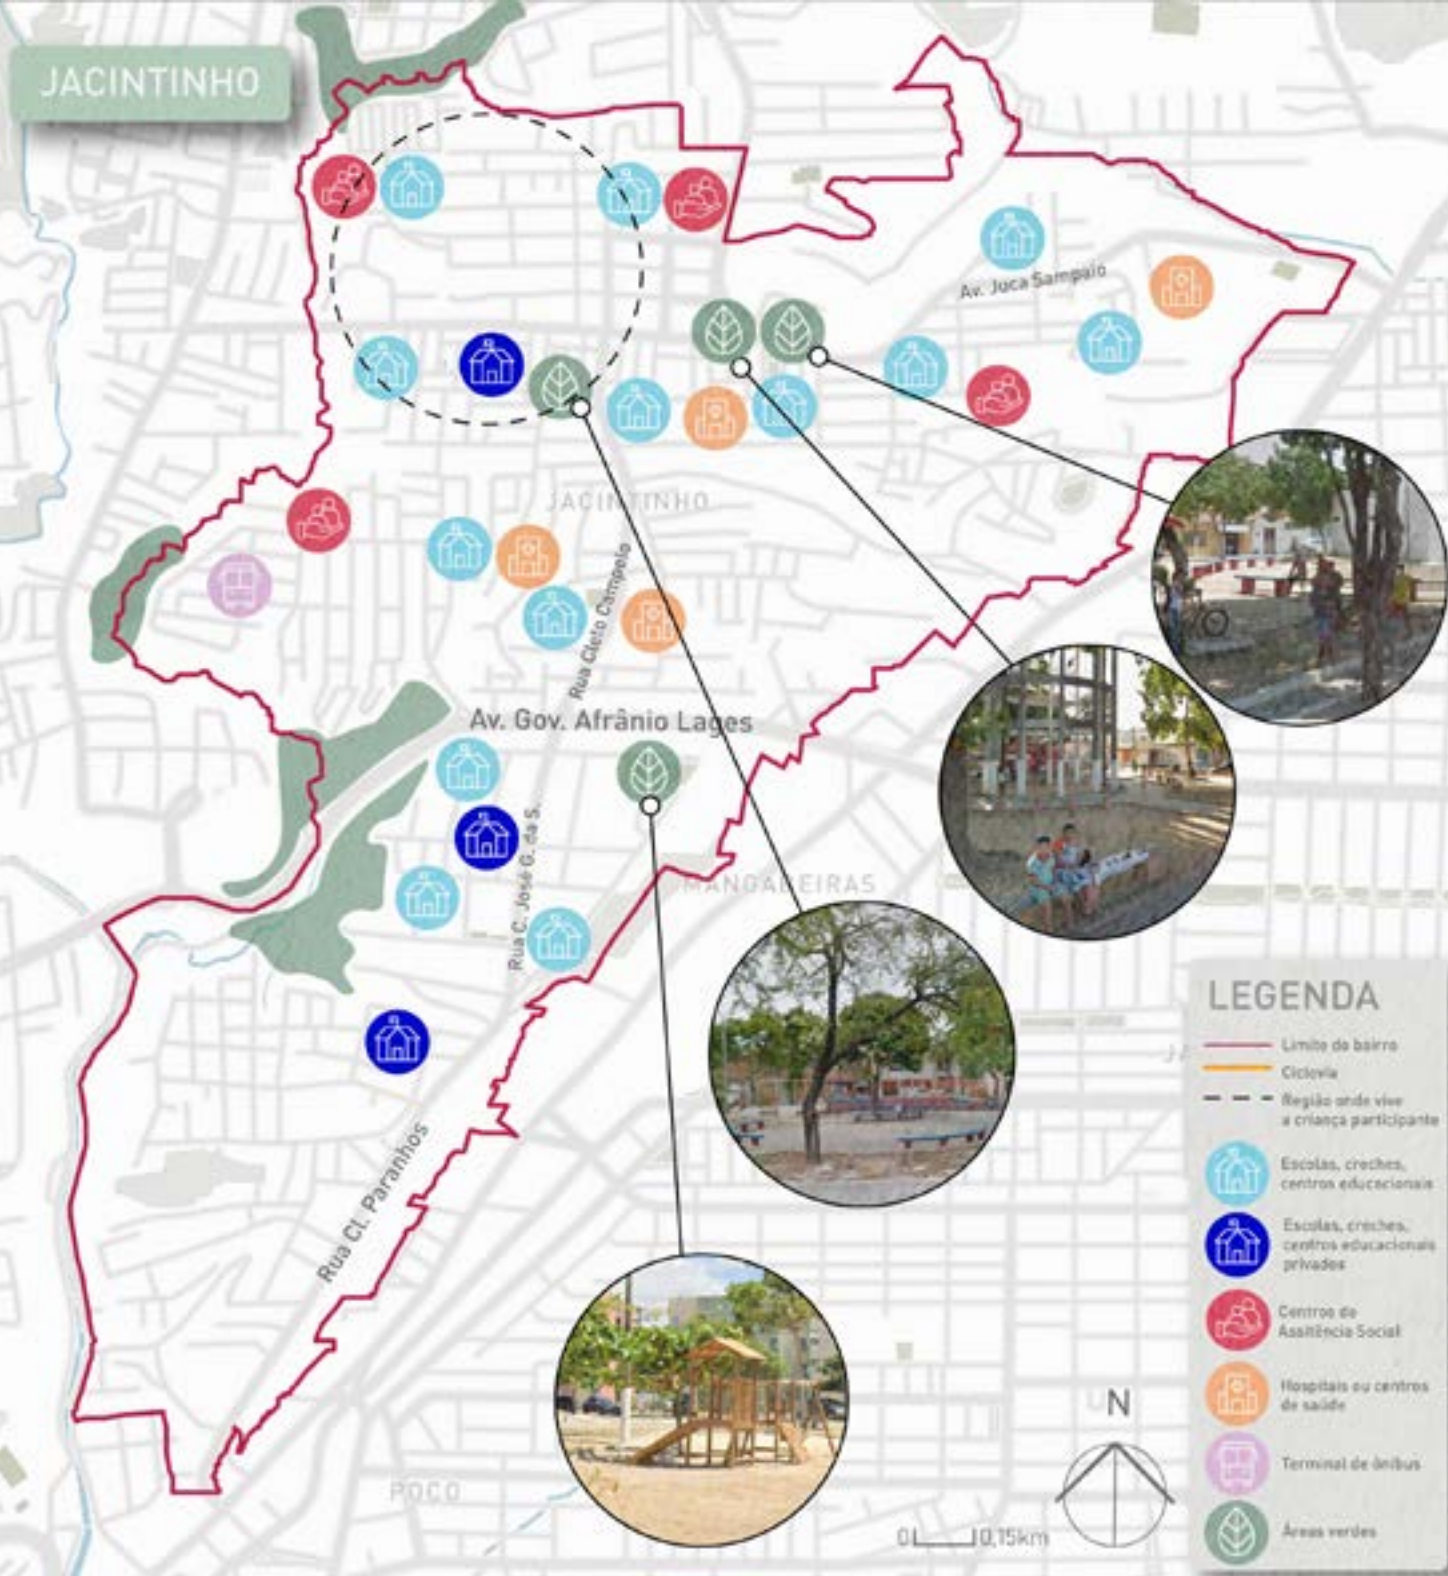 JACINTINHO
Av. Juca Sampaio
JACINTINHO
Rua Cleto Campelo
Av. Gov. Afrânio Lages
Rua C. José G. da S.
MANGABEIRAS
Rua Cl. Paranhos
POÇO
LEGENDA
Limite do bairro
Ciclovia
Região onde vive
a criança participante
Escolas, creches,
centros educacionais
Escolas, creches,
centros educacionais
privados
Centros de
Assitência Social
Hospitais ou centros
de saúde
Terminal de ônibus
Áreas verdes
N
0 0,15km